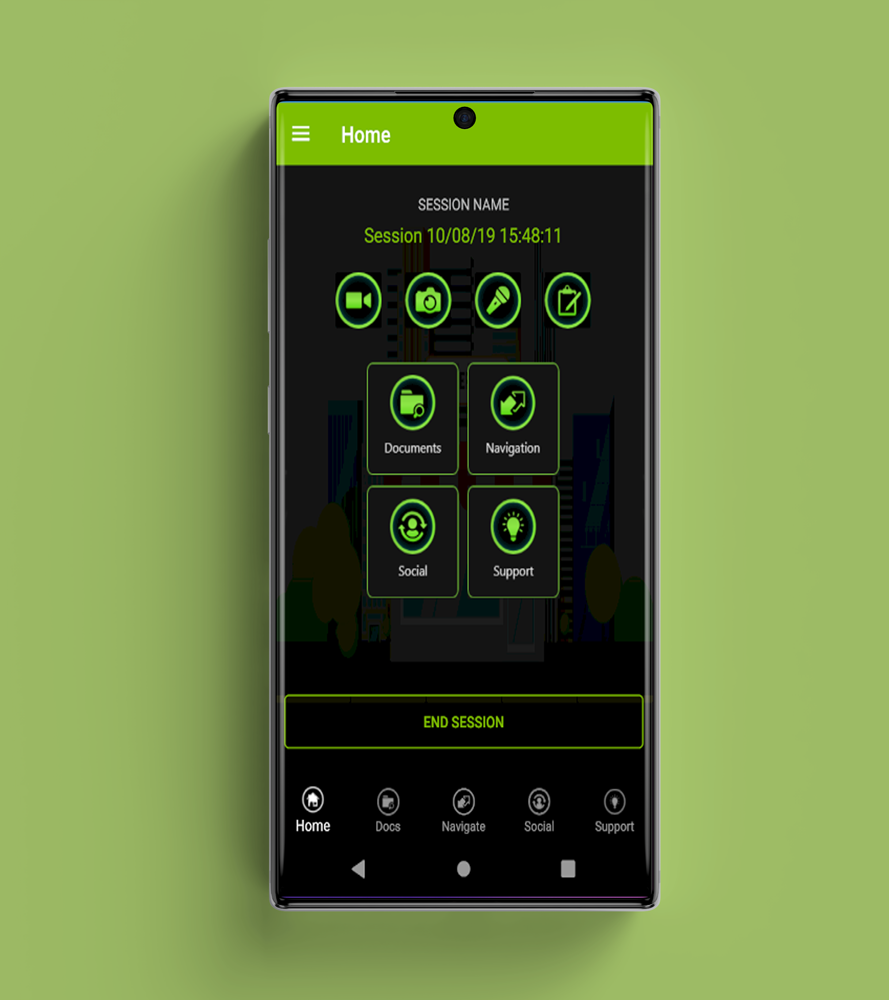 Home
SESSION NAME
Session 10/08/19 15:48:11
Documents
Navigation
Social
Support
END SESSION
Home
Docs
Navigate
Social
Support